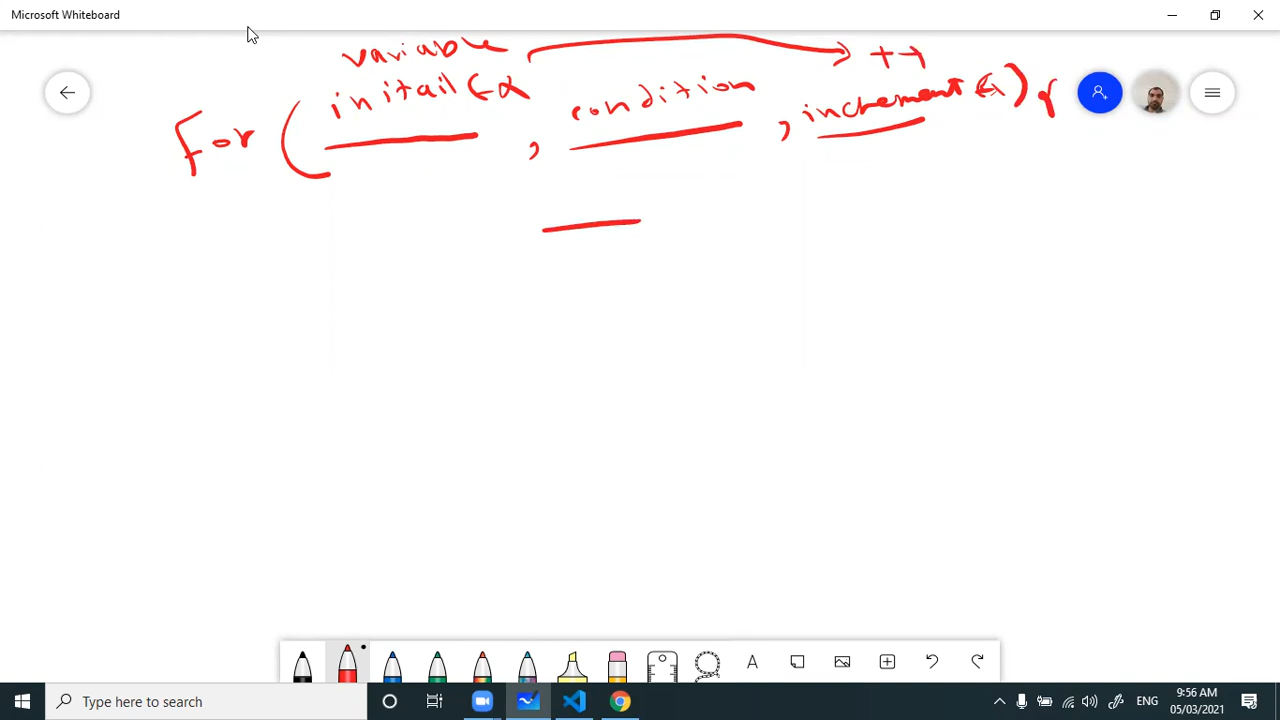 Microsoft Whiteboard
variable
++
For ( initail , condition , increment )
A
Type here to search
ENG
9:56 AM
05/03/2021